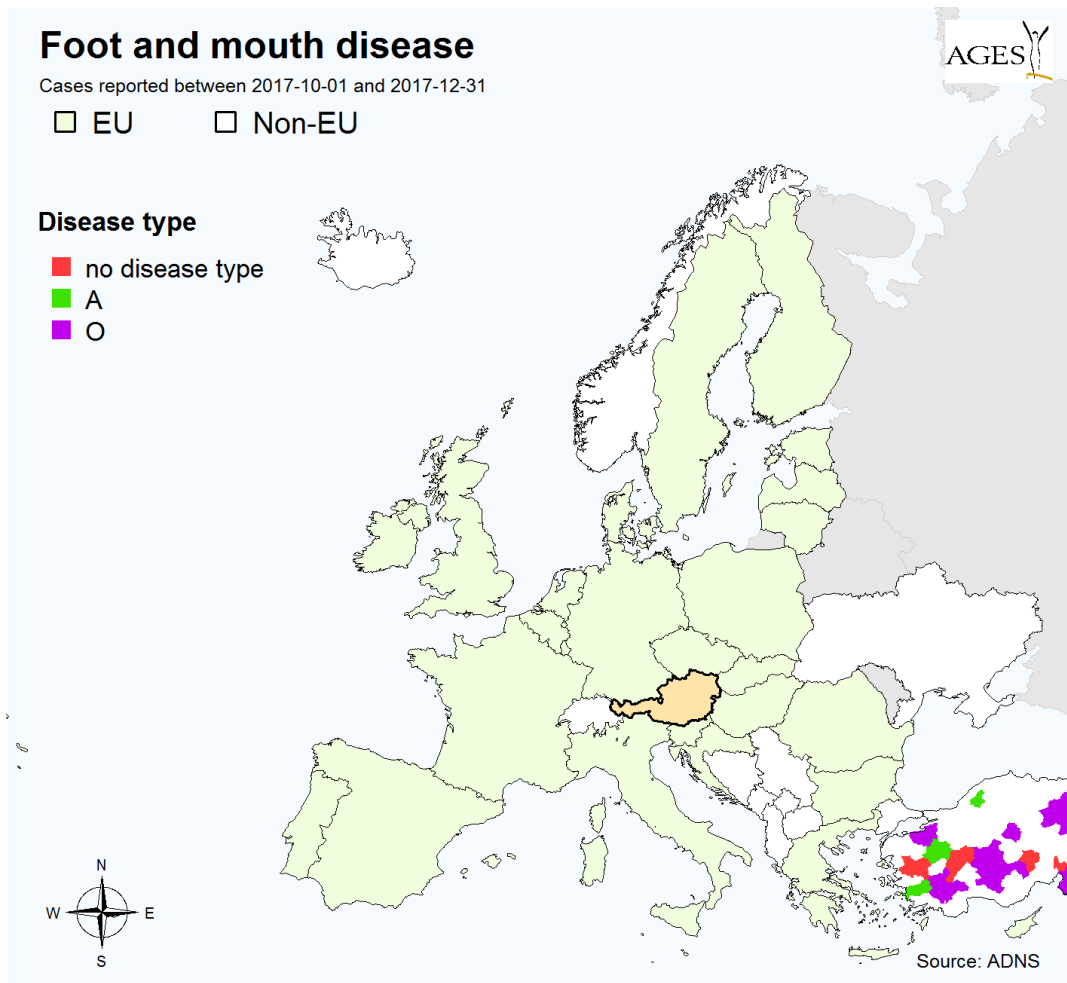 Foot and mouth disease
AGES
Cases reported between 2017-10-01 and 2017-12-31
EU
Non-EU
Disease type
no disease type
A
O
N
W
E
S
Source: ADNS